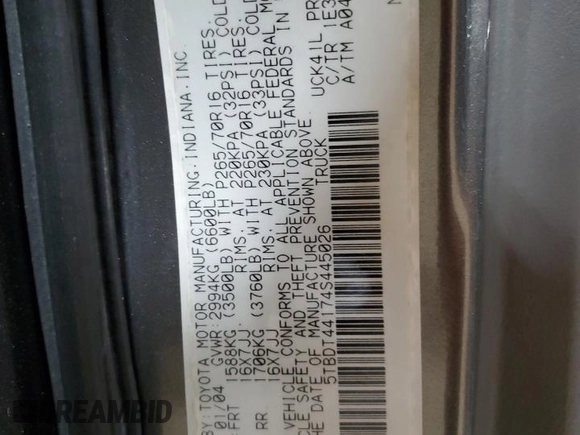 BY:TOYOTA MOTOR MANUFACTURING,INDIANA,INC.
01/04 GVWR:2994KG (6600LB)
FRT 1588KG (3500LB) WITH P265/70R16 TIRES.
16X7JJ RIMS. AT 220KPA (32PSI) COLD
RR 1706KG (3760LB) WITH P265/70R16 TIRES.
16X7JJ RIMS. AT 230KPA (33PSI) COLD
VEHICLE CONFORMS TO ALL APPLICABLE FEDERAL MO
CLE SAFETY AND THEFT PREVENTION STANDARDS IN
THE DATE OF MANUFACTURE SHOWN ABOVE.
5TBDT44174S445026 TRUCK
UCK41L PR
C/TR 1E3
A/TM A04
DREAMBID